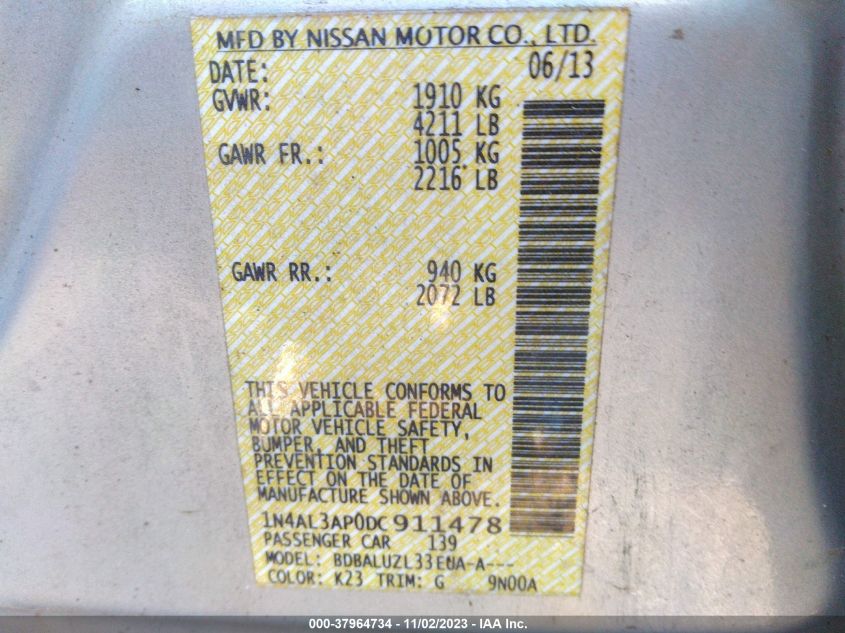 MFD BY NISSAN MOTOR CO., LTD.
DATE: 06/13
GVWR: 1910 KG
4211 LB
GAWR FR.: 1005 KG
2216 LB
GAWR RR.: 940 KG
2072 LB
THIS VEHICLE CONFORMS TO
ALL APPLICABLE FEDERAL
MOTOR VEHICLE SAFETY,
BUMPER, AND THEFT
PREVENTION STANDARDS IN
EFFECT ON THE DATE OF
MANUFACTURE SHOWN ABOVE.
1N4AL3AP0DC911478
PASSENGER CAR 139
MODEL: BDBALUZL33EUA-A---
COLOR: K23 TRIM: G 9N00A
000-37964734 - 11/02/2023 - IAA Inc.